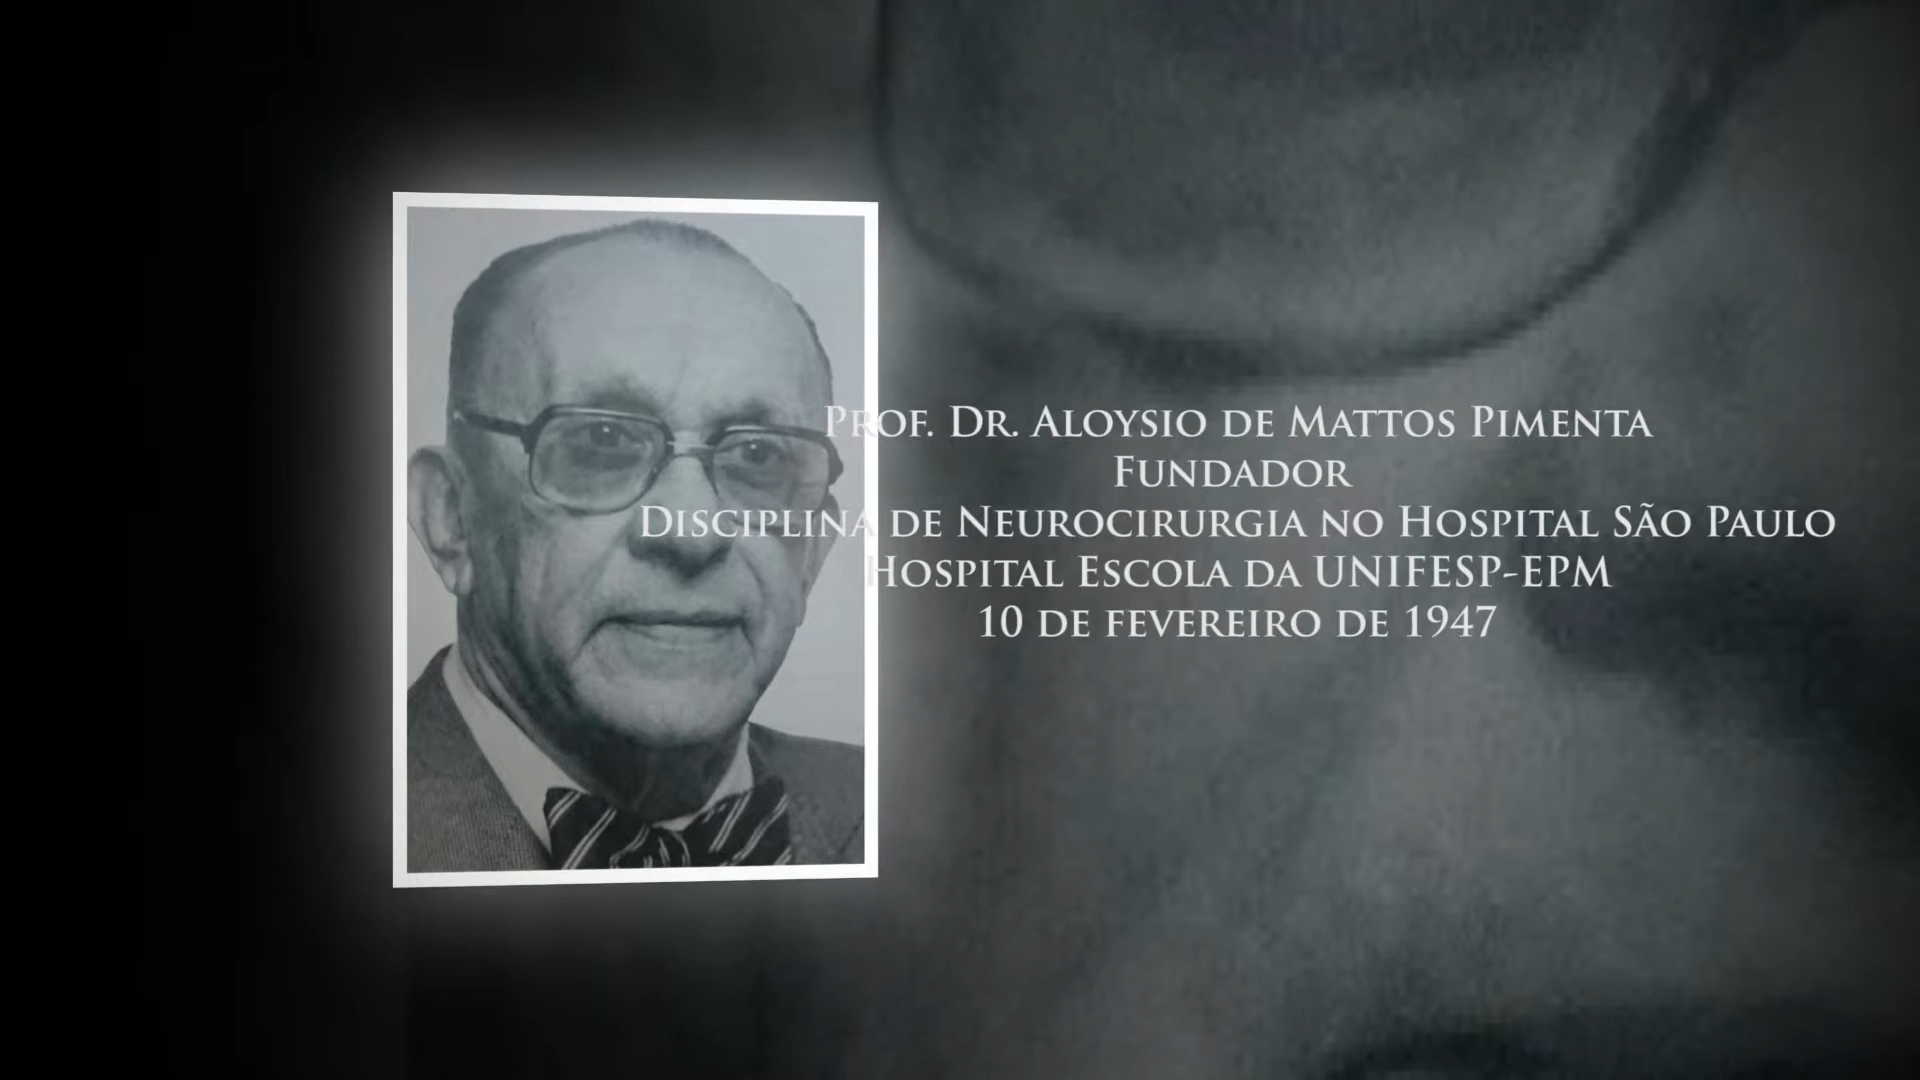 Prof. Dr. Aloysio de Mattos Pimenta
Fundador
Disciplina de Neurocirurgia no Hospital São Paulo
Hospital Escola da UNIFESP-EPM
10 de fevereiro de 1947